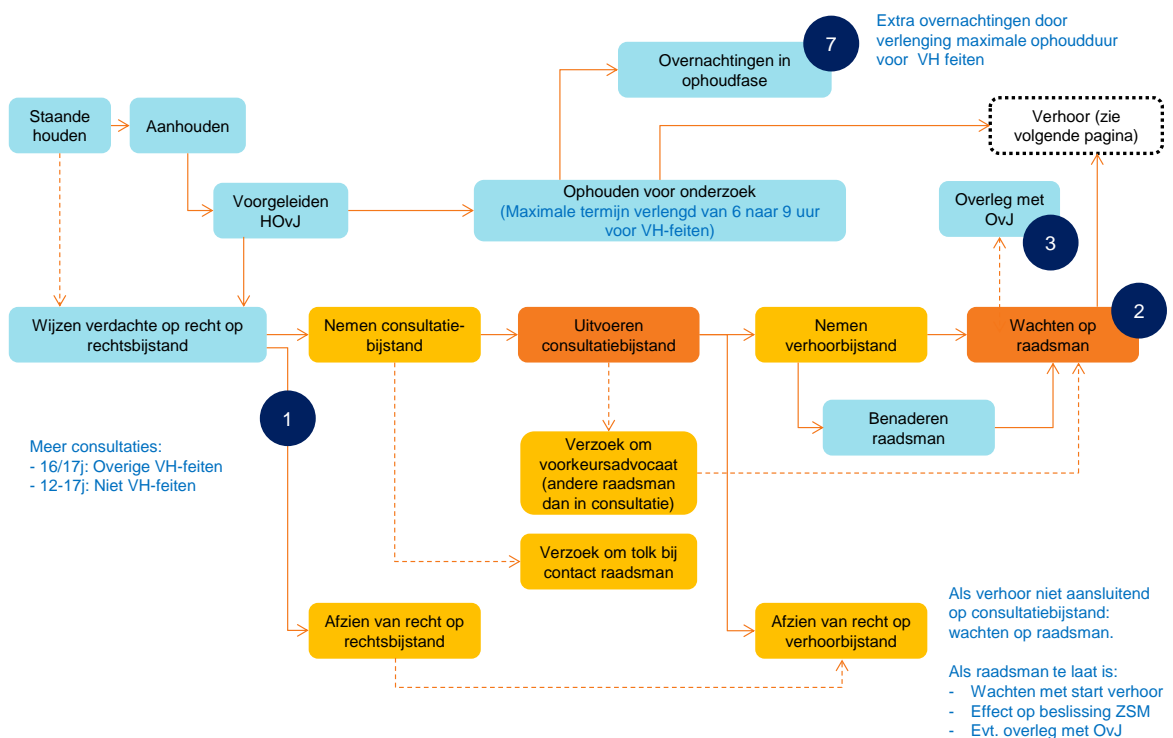 7
Extra overnachtingen door
verlenging maximale ophoudduur
voor VH feiten
Overnachtingen in
ophoudfase
Staande
houden
Aanhouden
Verhoor (zie
volgende pagina)
Voorgeleiden
HOvJ
Ophouden voor onderzoek
(Maximale termijn verlengd van 6 naar 9 uur
voor VH-feiten)
Overleg met
OvJ
3
2
Wijzen verdachte op recht op
rechtsbijstand
Nemen consultatie-
bijstand
Uitvoeren
consultatiebijstand
Nemen
verhoorbijstand
Wachten op
raadsman
1
Benaderen
raadsman
Meer consultaties:
- 16/17j: Overige VH-feiten
- 12-17j: Niet VH-feiten
Verzoek om
voorkeursadvocaat
(andere raadsman
dan in consultatie)
Verzoek om tolk bij
contact raadsman
Afzien van recht op
rechtsbijstand
Afzien van recht op
verhoorbijstand
Als verhoor niet aansluitend
op consultatiebijstand:
wachten op raadsman.
Als raadsman te laat is:
- Wachten met start verhoor
- Effect op beslissing ZSM
- Evt. overleg met OvJ